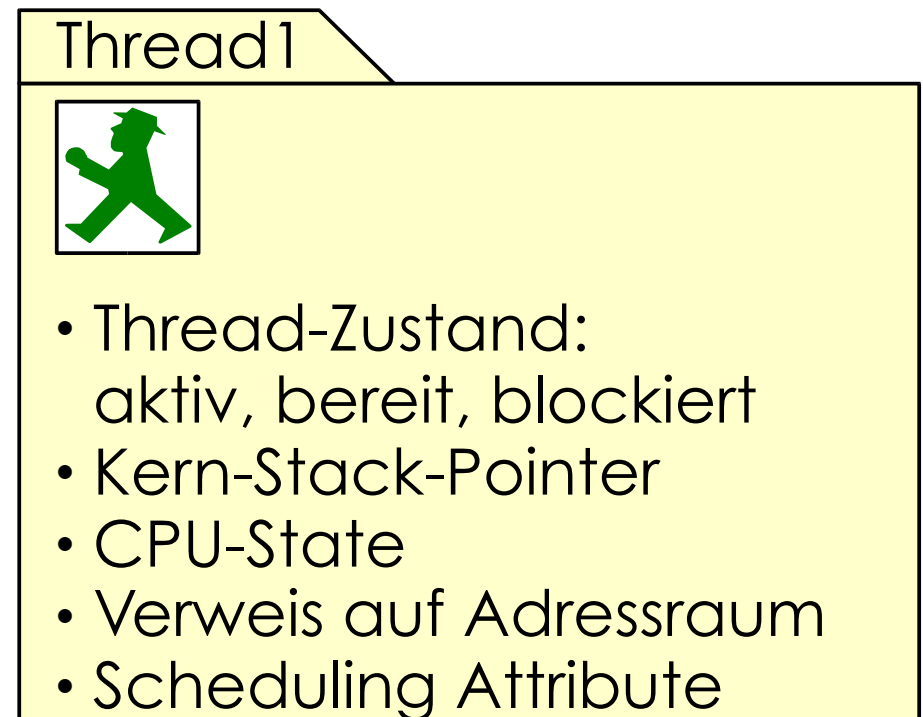 Thread1
• Thread-Zustand:
aktiv, bereit, blockiert
• Kern-Stack-Pointer
• CPU-State
• Verweis auf Adressraum
• Scheduling Attribute